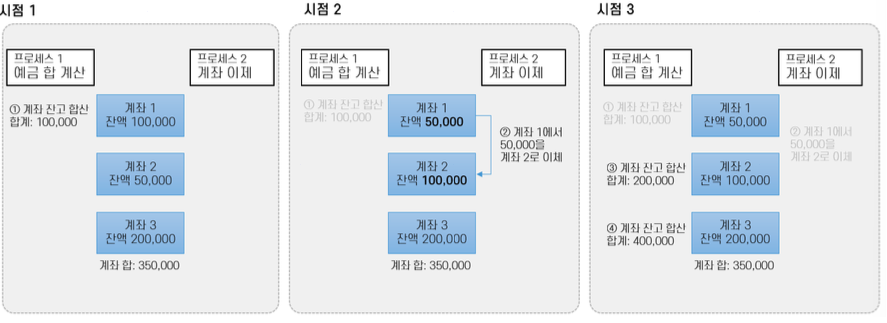 시점 1
프로세스 1
예금 합 계산
프로세스 2
계좌 이체
① 계좌 잔고 합산
합계: 100,000
계좌 1
잔액 100,000
계좌 2
잔액 50,000
계좌 3
잔액 200,000
계좌 합: 350,000
시점 2
프로세스 1
예금 합 계산
프로세스 2
계좌 이제
① 계좌 잔고 합산
합계: 100,000
계좌 1
잔액 50,000
② 계좌 1에서
50,000을
계좌 2로 이체
계좌 2
잔액 100,000
계좌 3
잔액 200,000
계좌 합: 350,000
시점 3
프로세스 1
예금 합 계산
프로세스 2
계좌 이제
① 계좌 잔고 합산
합계: 100,000
계좌 1
잔액 50,000
② 계좌 1에서
50,000을
계좌 2로 이체
③ 계좌 잔고 합산
합계: 200,000
계좌 2
잔액 100,000
④ 계좌 잔고 합산
합계: 400,000
계좌 3
잔액 200,000
계좌 합: 350,000